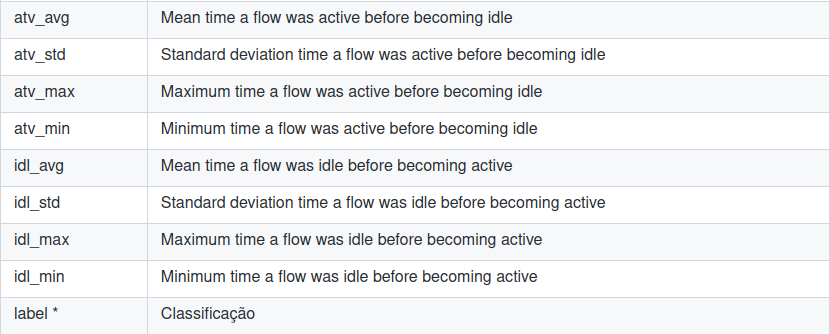 atv_avg Mean time a flow was active before becoming idle
atv_std Standard deviation time a flow was active before becoming idle
atv_max Maximum time a flow was active before becoming idle
atv_min Minimum time a flow was active before becoming idle
idl_avg Mean time a flow was idle before becoming active
idl_std Standard deviation time a flow was idle before becoming active
idl_max Maximum time a flow was idle before becoming active
idl_min Minimum time a flow was idle before becoming active
label * Classificação